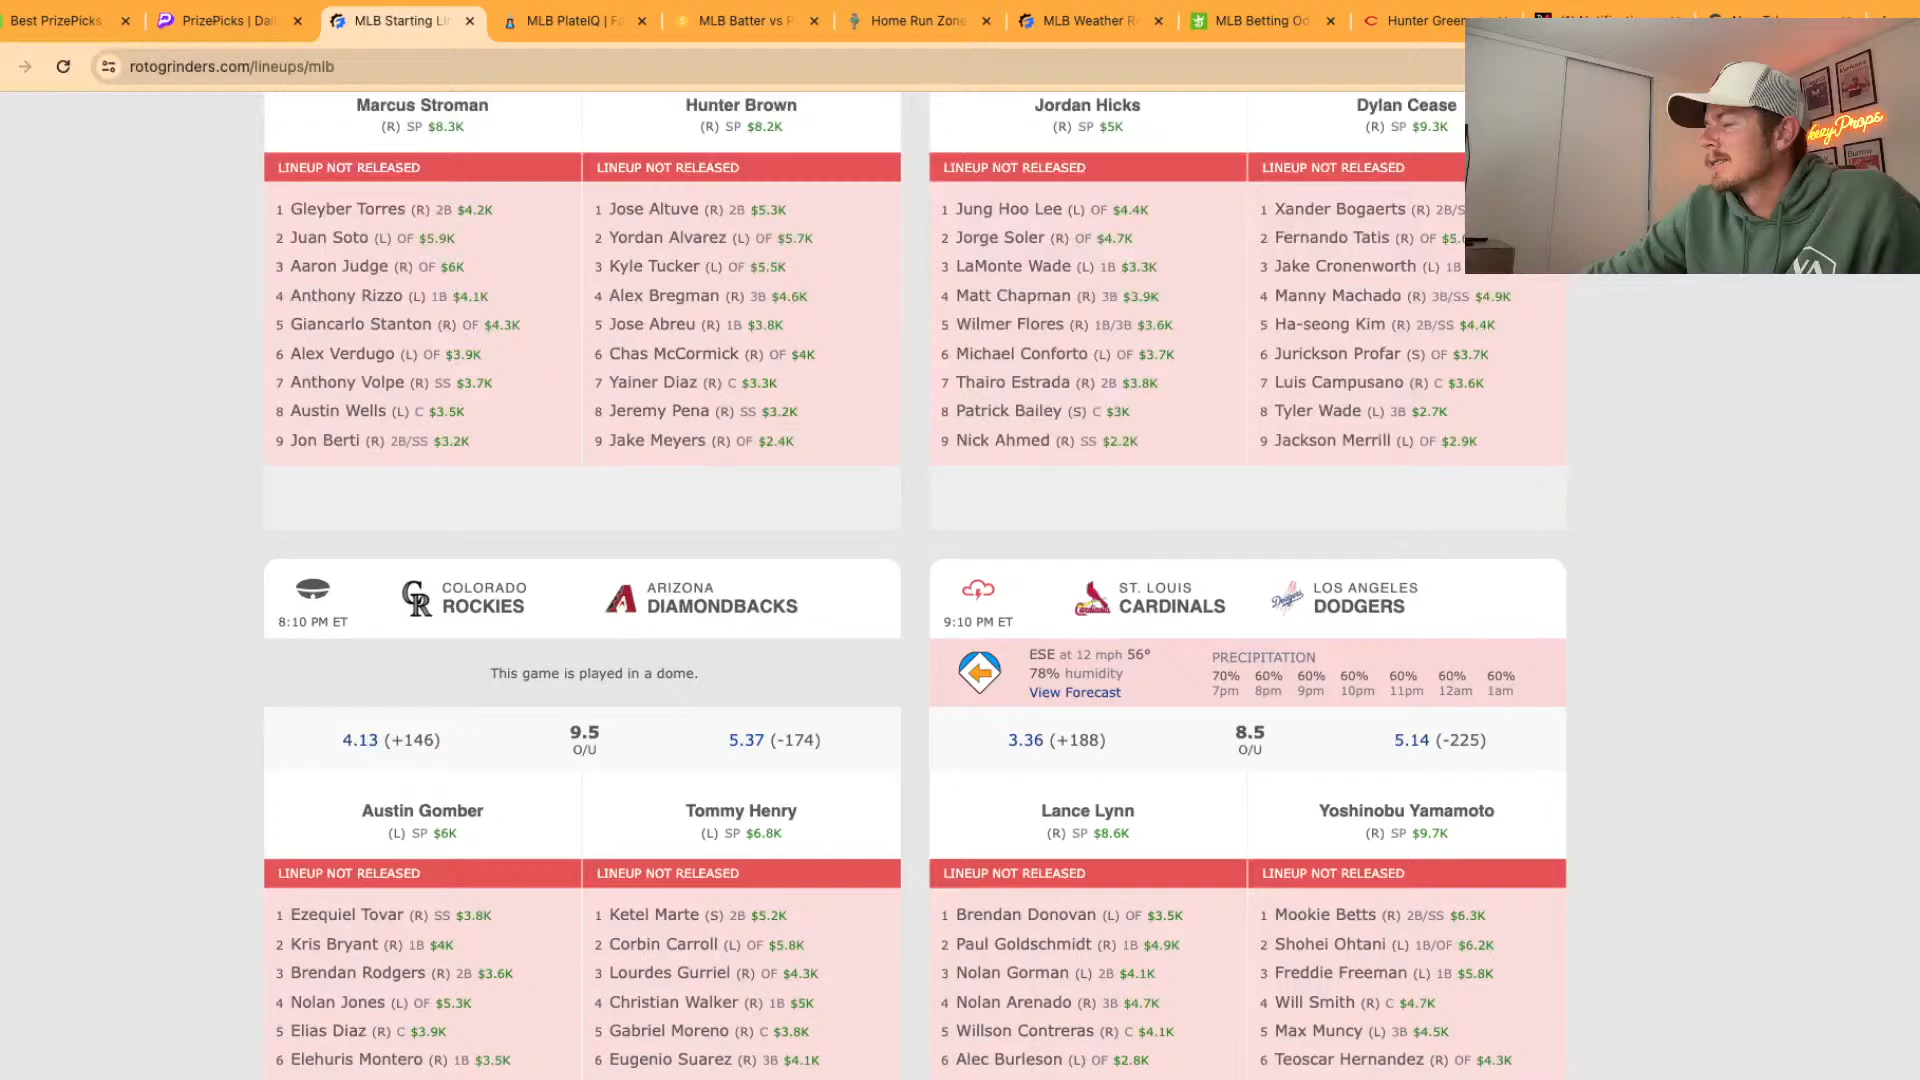 Best PrizePicks
PrizePicks | Dai
MLB Starting Li
MLB PlateIQ | Fa
MLB Batter vs P
Home Run Zone
MLB Weather R
MLB Betting Od
Hunter Green
rotogrinders.com/lineups/mlb
Marcus Stroman
(R) SP $8.3K
Hunter Brown
(R) SP $8.2K
LINEUP NOT RELEASED
LINEUP NOT RELEASED
1 Gleyber Torres (R) 2B $4.2K
2 Juan Soto (L) OF $5.9K
3 Aaron Judge (R) OF $6K
4 Anthony Rizzo (L) 1B $4.1K
5 Giancarlo Stanton (R) OF $4.3K
6 Alex Verdugo (L) OF $3.9K
7 Anthony Volpe (R) SS $3.7K
8 Austin Wells (L) C $3.5K
9 Jon Berti (R) 2B/SS $3.2K
1 Jose Altuve (R) 2B $5.3K
2 Yordan Alvarez (L) OF $5.7K
3 Kyle Tucker (L) OF $5.5K
4 Alex Bregman (R) 3B $4.6K
5 Jose Abreu (R) 1B $3.8K
6 Chas McCormick (R) OF $4K
7 Yainer Diaz (R) C $3.3K
8 Jeremy Pena (R) SS $3.2K
9 Jake Meyers (R) OF $2.4K
Jordan Hicks
(R) SP $5K
Dylan Cease
(R) SP $9.3K
LINEUP NOT RELEASED
LINEUP NOT RELEASED
1 Jung Hoo Lee (L) OF $4.4K
2 Jorge Soler (R) OF $4.7K
3 LaMonte Wade (L) 1B $3.3K
4 Matt Chapman (R) 3B $3.9K
5 Wilmer Flores (R) 1B/3B $3.6K
6 Michael Conforto (L) OF $3.7K
7 Thairo Estrada (R) 2B $3.8K
8 Patrick Bailey (S) C $3K
9 Nick Ahmed (R) SS $2.2K
1 Xander Bogaerts (R) 2B/S
2 Fernando Tatis (R) OF $5.
3 Jake Cronenworth (L) 1B
4 Manny Machado (R) 3B/SS $4.9K
5 Ha-seong Kim (R) 2B/SS $4.4K
6 Jurickson Profar (S) OF $3.7K
7 Luis Campusano (R) C $3.6K
8 Tyler Wade (L) 3B $2.7K
9 Jackson Merrill (L) OF $2.9K
8:10 PM ET
COLORADO
ROCKIES
ARIZONA
DIAMONDBACKS
This game is played in a dome.
4.13 (+146)
9.5
O/U
5.37 (-174)
Austin Gomber
(L) SP $6K
Tommy Henry
(L) SP $6.8K
LINEUP NOT RELEASED
LINEUP NOT RELEASED
1 Ezequiel Tovar (R) SS $3.8K
2 Kris Bryant (R) 1B $4K
3 Brendan Rodgers (R) 2B $3.6K
4 Nolan Jones (L) OF $5.3K
5 Elias Diaz (R) C $3.9K
6 Elehuris Montero (R) 1B $3.5K
1 Ketel Marte (S) 2B $5.2K
2 Corbin Carroll (L) OF $5.8K
3 Lourdes Gurriel (R) OF $4.3K
4 Christian Walker (R) 1B $5K
5 Gabriel Moreno (R) C $3.8K
6 Eugenio Suarez (R) 3B $4.1K
9:10 PM ET
ST. LOUIS
CARDINALS
LOS ANGELES
DODGERS
ESE at 12 mph 56°
78% humidity
View Forecast
PRECIPITATION
70% 60% 60% 60% 60% 60% 60%
7pm 8pm 9pm 10pm 11pm 12am 1am
3.36 (+188)
8.5
O/U
5.14 (-225)
Lance Lynn
(R) SP $8.6K
Yoshinobu Yamamoto
(R) SP $9.7K
LINEUP NOT RELEASED
LINEUP NOT RELEASED
1 Brendan Donovan (L) OF $3.5K
2 Paul Goldschmidt (R) 1B $4.9K
3 Nolan Gorman (L) 2B $4.1K
4 Nolan Arenado (R) 3B $4.7K
5 Willson Contreras (R) C $4.1K
6 Alec Burleson (L) OF $2.8K
1 Mookie Betts (R) 2B/SS $6.3K
2 Shohei Ohtani (L) 1B/OF $6.2K
3 Freddie Freeman (L) 1B $5.8K
4 Will Smith (R) C $4.7K
5 Max Muncy (L) 3B $4.5K
6 Teoscar Hernandez (R) OF $4.3K
Props
Burrow